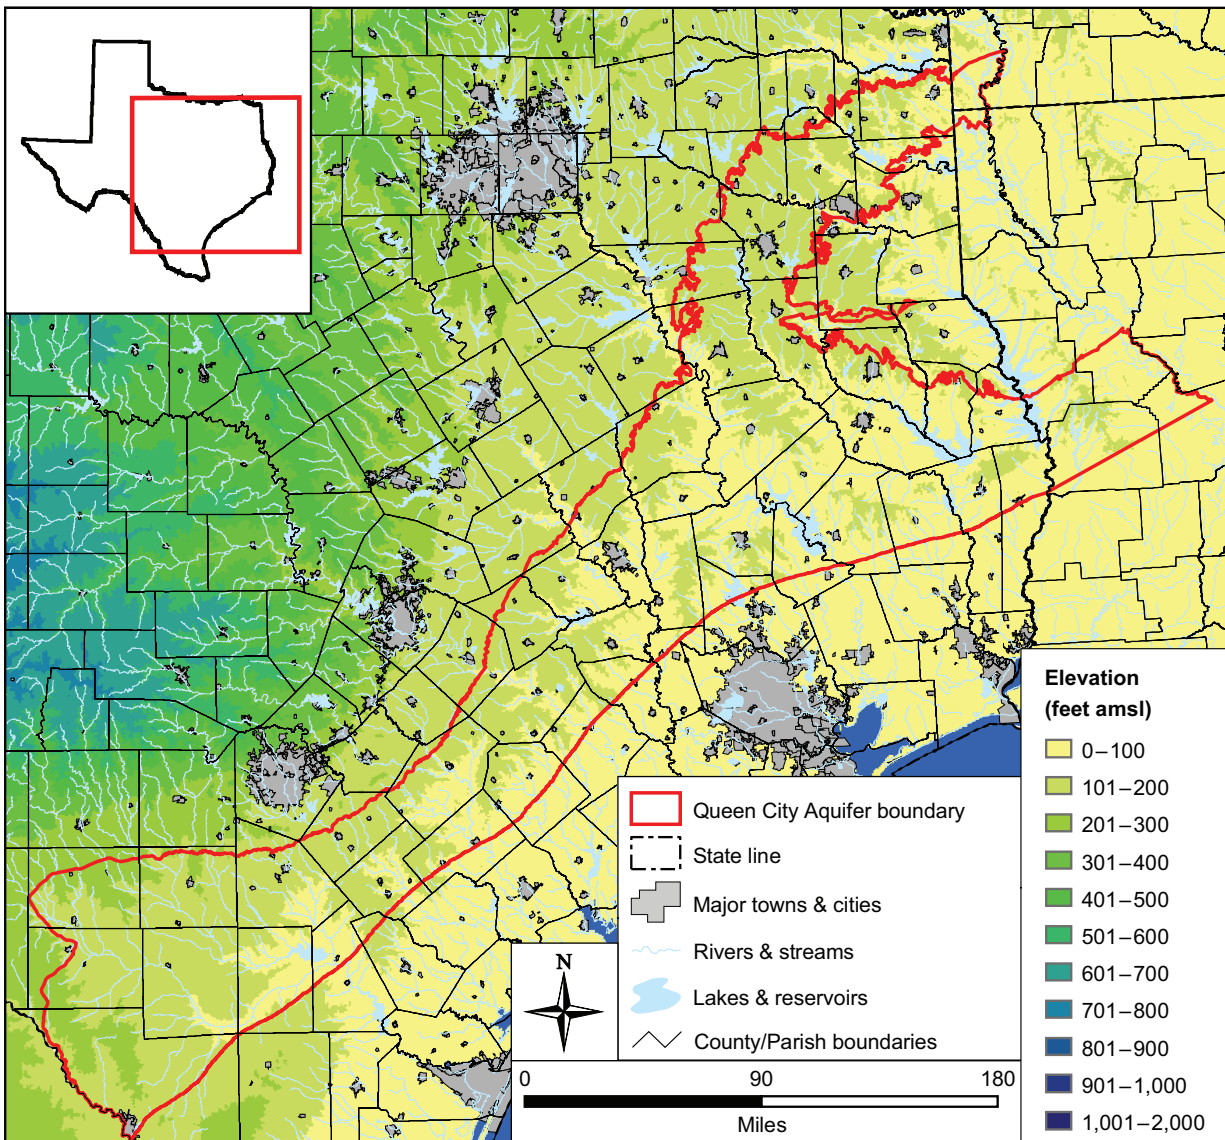 Elevation
(feet amsl)
0–100
101–200
201–300
301–400
401–500
501–600
601–700
701–800
801–900
901–1,000
1,001–2,000
Queen City Aquifer boundary
State line
Major towns & cities
Rivers & streams
Lakes & reservoirs
County/Parish boundaries
N
0 90 180
Miles